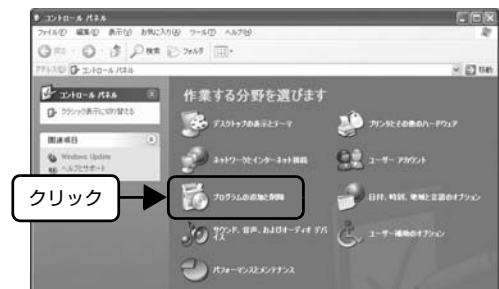 コントロール パネル
ファイル(F) 編集(E) 表示(V) お気に入り(A) ツール(T) ヘルプ(H)
戻る 検索 フォルダ
アドレス(D) コントロール パネル 移動
コントロール パネル
クラシック表示に切り替える
関連項目
Windows Update
ヘルプとサポート
作業する分野を選びます
デスクトップの表示とテーマ
プリンタとその他のハードウェア
ネットワークとインターネット接続
ユーザー アカウント
クリック
プログラムの追加と削除
日付、時刻、地域と言語のオプション
サウンド、音声、およびオーディオ デバイス
ユーザー補助のオプション
パフォーマンスとメンテナンス